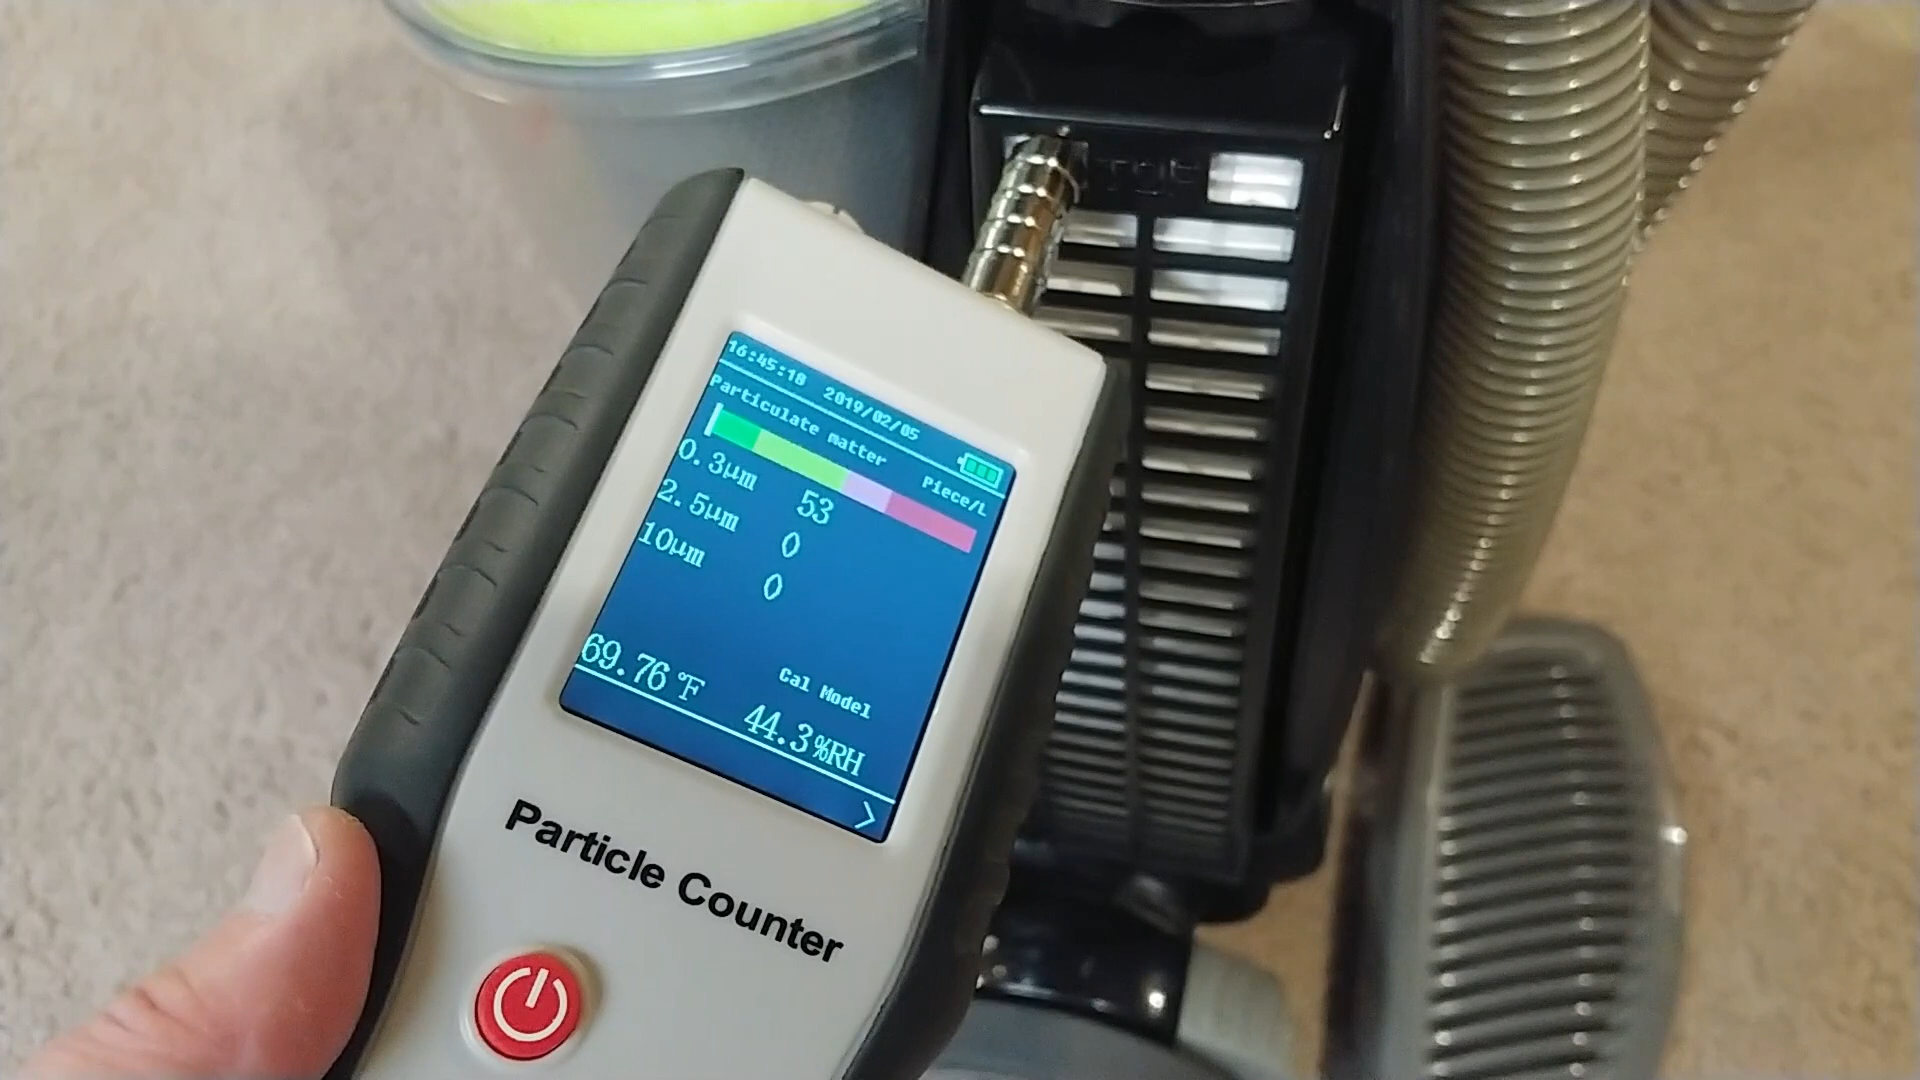 16:45:18 2019/02/05
Particulate matter
Piece/L
0.3μm 53
2.5μm 0
10μm 0
Cal Model
69.76 ℉ 44.3%RH
>
Particle Counter
TOP